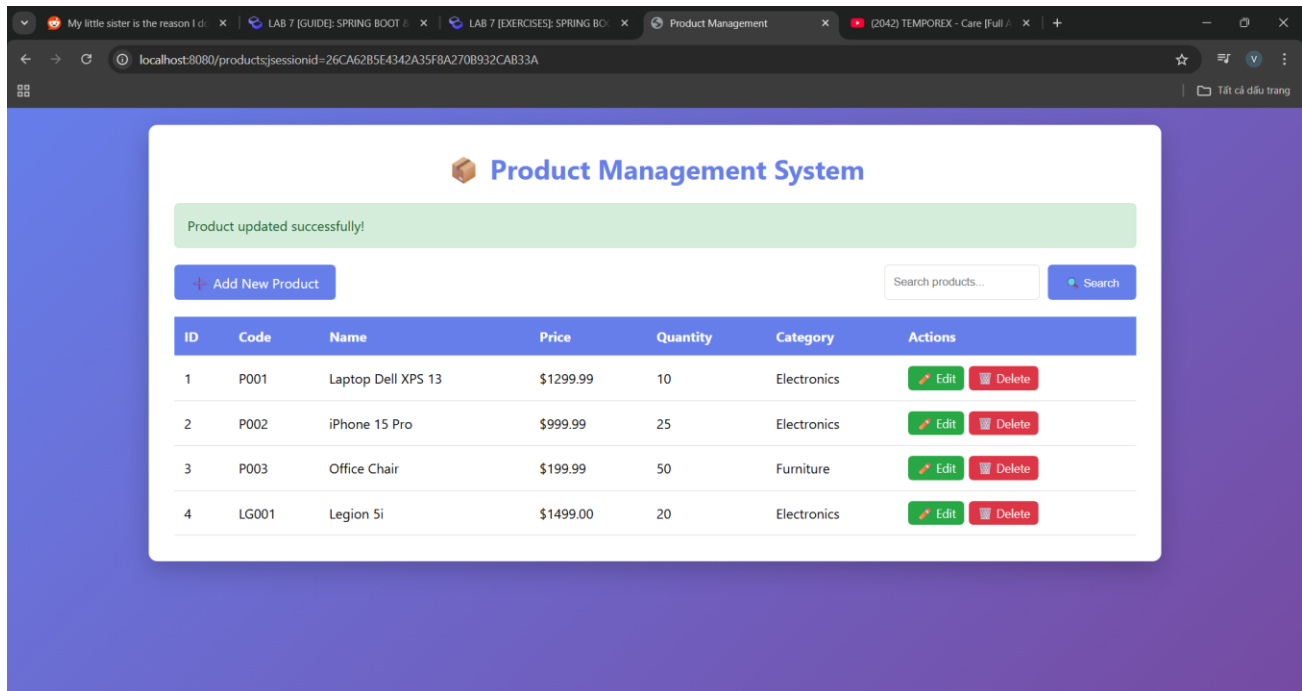 My little sister is the reason I d
LAB 7 [GUIDE]: SPRING BOOT &
LAB 7 [EXERCISES]: SPRING BO
Product Management
(2042) TEMPOREX - Care [Full A
localhost:8080/products;jsessionid=26CA62B5E4342A35F8A270B932CAB33A
V
Tất cả dấu trang
Product Management System
Product updated successfully!
Add New Product
Search products...
Search
ID Code Name Price Quantity Category Actions
1 P001 Laptop Dell XPS 13 $1299.99 10 Electronics Edit Delete
2 P002 iPhone 15 Pro $999.99 25 Electronics Edit Delete
3 P003 Office Chair $199.99 50 Furniture Edit Delete
4 LG001 Legion 5i $1499.00 20 Electronics Edit Delete